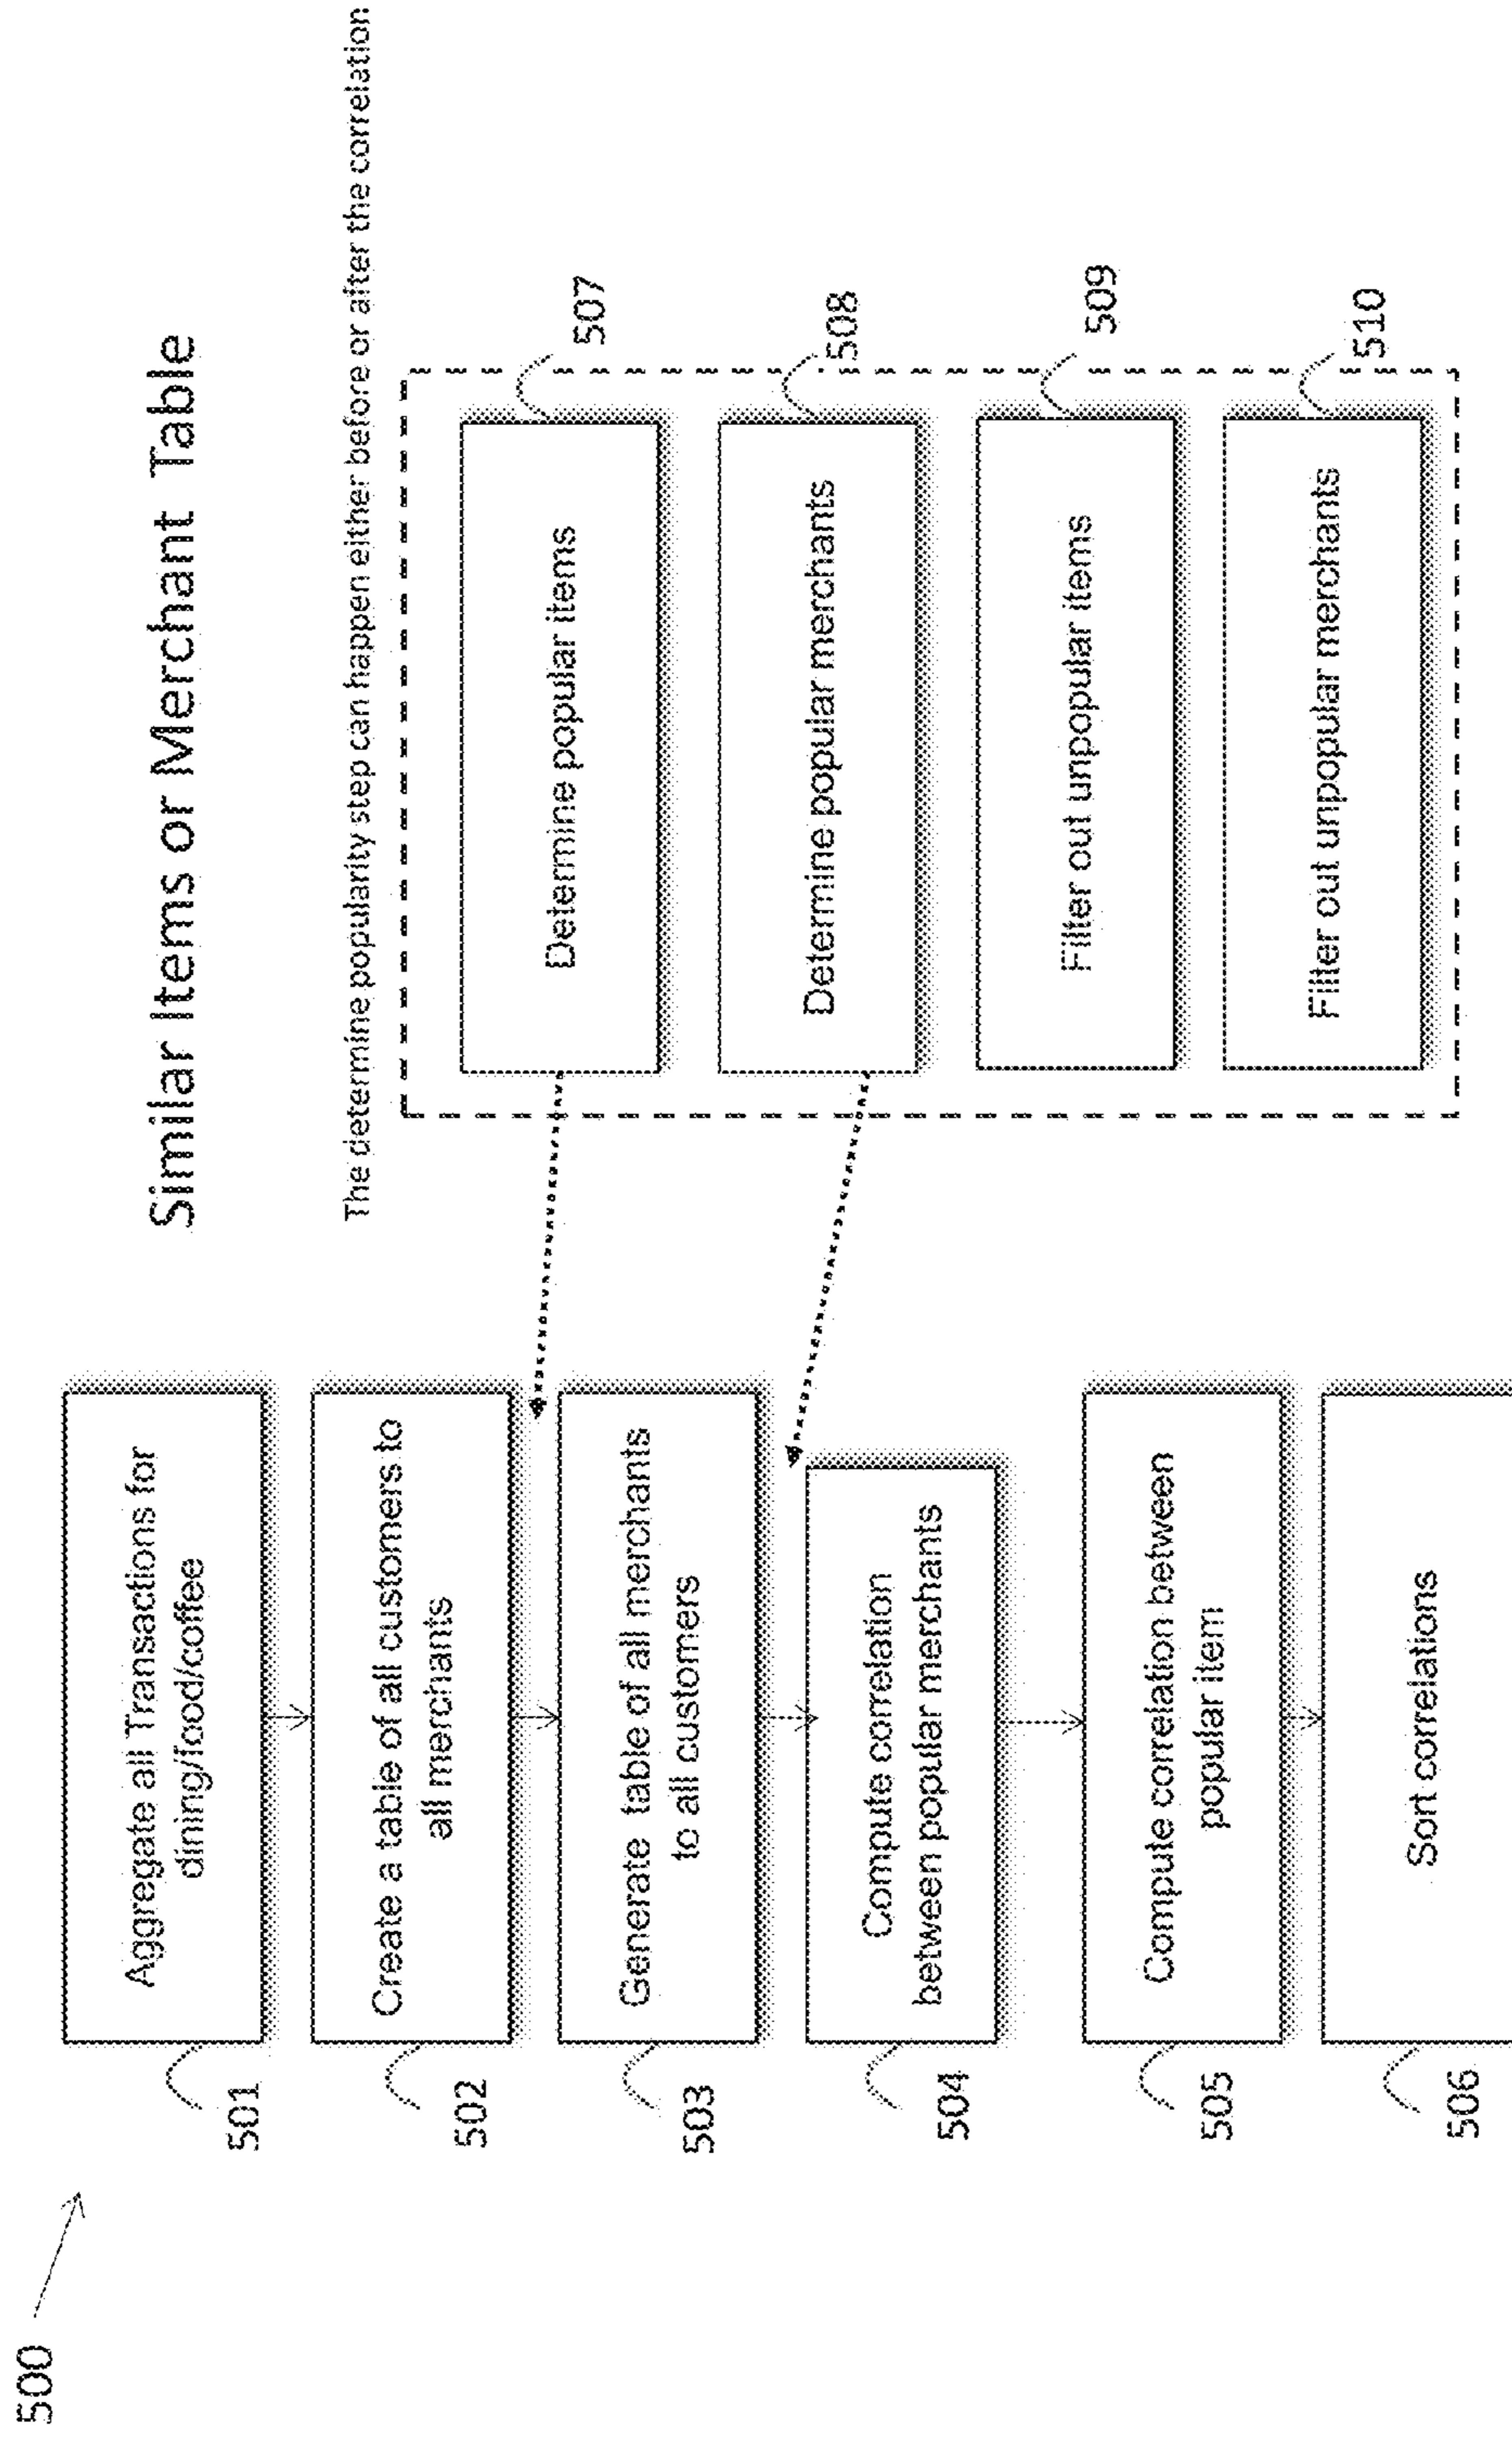 500
Similar Items or Merchant Table
The determine popularity step can happen either before or after the correlation
501
Aggregate all Transactions for
dining/food/coffee
502
Create a table of all customers to
all merchants
503
Generate table of all merchants
to all customers
504
Compute correlation
between popular merchants
505
Compute correlation between
popular item
506
Sort correlations
Determine popular items
507
Determine popular merchants
508
Filter out unpopular items
509
Filter out unpopular merchants
510